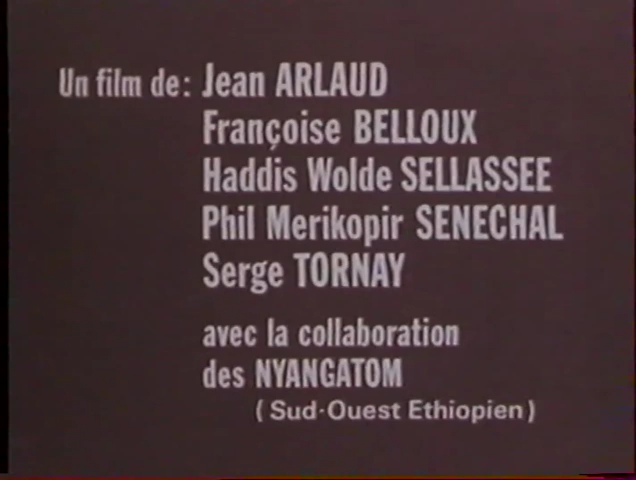 Un film de: Jean ARLAUD
Françoise BELLOUX
Haddis Wolde SELLASSEE
Phil Merikopir SENECHAL
Serge TORNAY
avec la collaboration
des NYANGATOM
( Sud-Ouest Ethiopien )